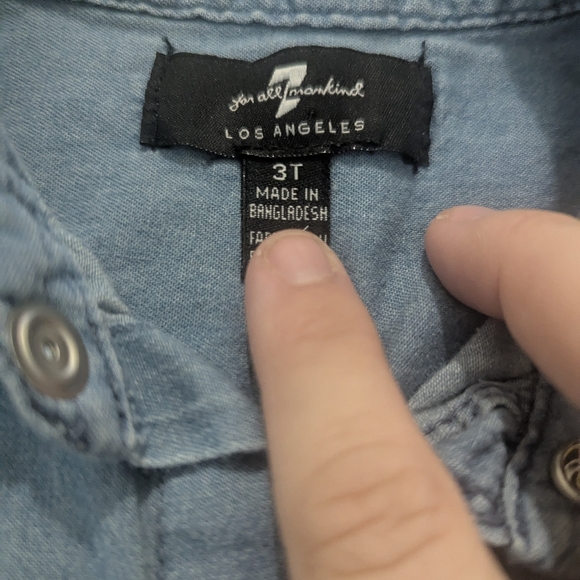 7
for all mankind
LOS ANGELES
3T
MADE IN
BANGLADESH